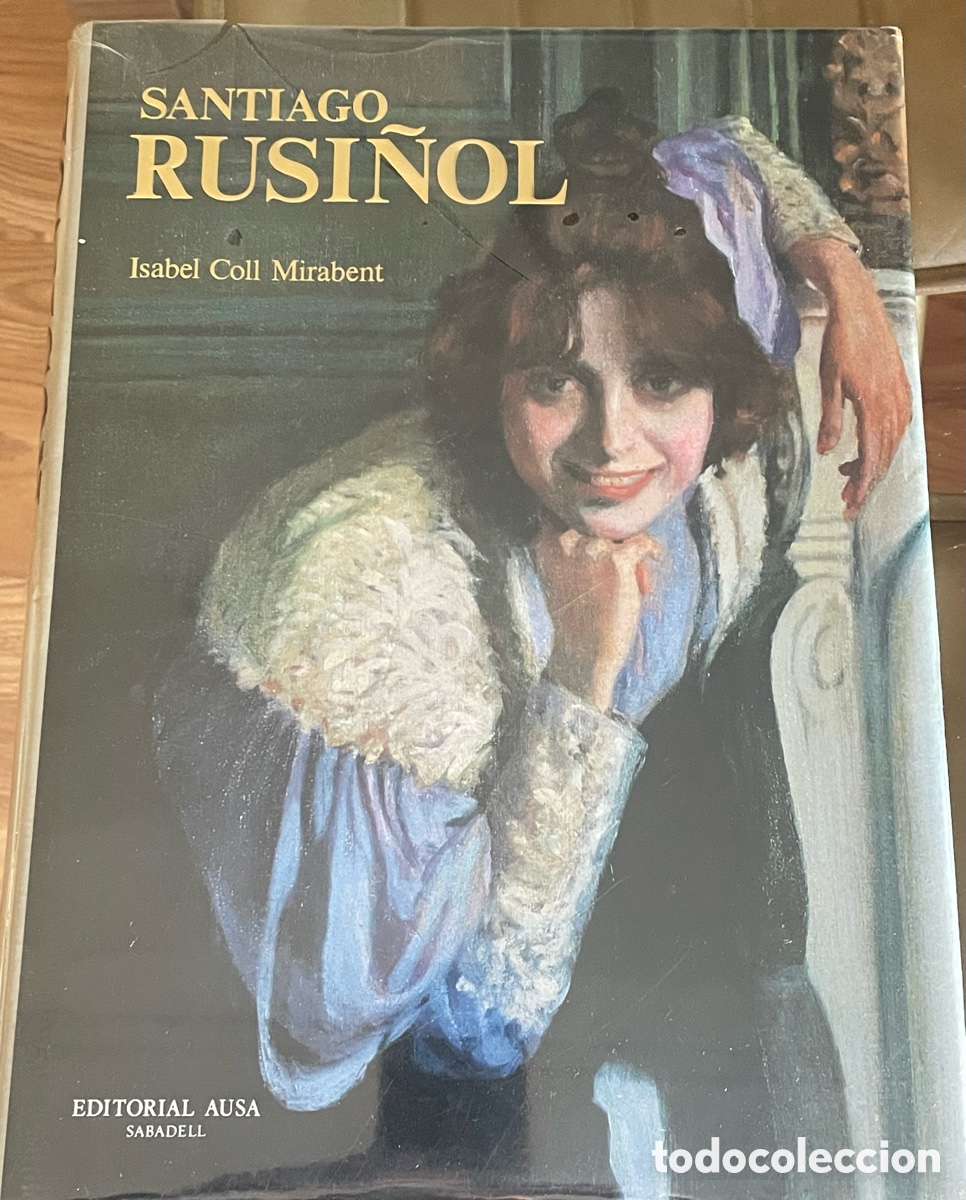 SANTIAGO
RUSIÑOL
Isabel Coll Mirabent
EDITORIAL AUSA
SABADELL
todocoleccion